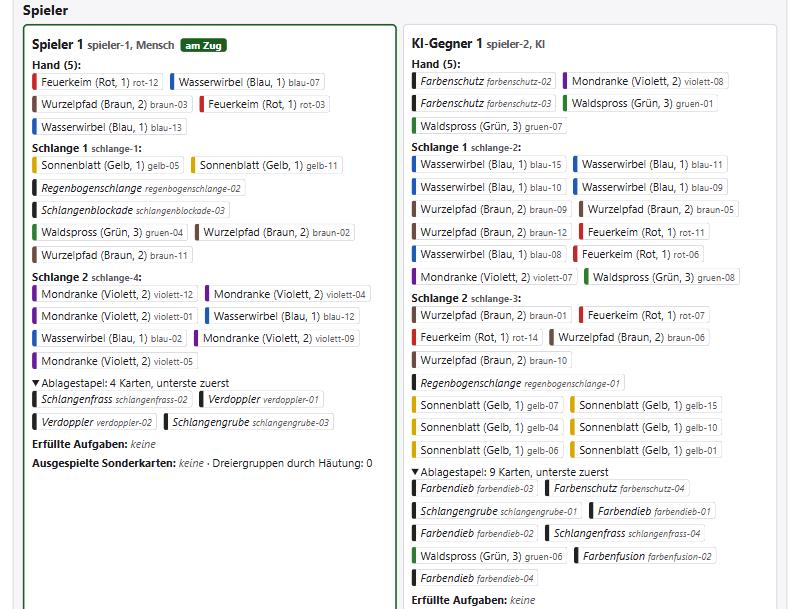 Spieler
Spieler 1 spieler-1, Mensch am Zug
Hand (5):
Feuerkeim (Rot, 1) rot-12 Wasserwirbel (Blau, 1) blau-07
Wurzelpfad (Braun, 2) braun-03 Feuerkeim (Rot, 1) rot-03
Wasserwirbel (Blau, 1) blau-13
Schlange 1 schlange-1:
Sonnenblatt (Gelb, 1) gelb-05 Sonnenblatt (Gelb, 1) gelb-11
Regenbogenschlange regenbogenschlange-02
Schlangenblockade schlangenblockade-03
Waldspross (Grün, 3) gruen-04 Wurzelpfad (Braun, 2) braun-02
Wurzelpfad (Braun, 2) braun-11
Schlange 2 schlange-4:
Mondranke (Violett, 2) violett-12 Mondranke (Violett, 2) violett-04
Mondranke (Violett, 2) violett-01 Wasserwirbel (Blau, 1) blau-12
Wasserwirbel (Blau, 1) blau-02 Mondranke (Violett, 2) violett-09
Mondranke (Violett, 2) violett-05
▼Ablagestapel: 4 Karten, unterste zuerst
Schlangenfrass schlangenfrass-02 Verdoppler verdoppler-01
Verdoppler verdoppler-02 Schlangengrube schlangengrube-03
Erfüllte Aufgaben: keine
Ausgespielte Sonderkarten: keine · Dreiergruppen durch Häutung: 0
KI-Gegner 1 spieler-2, KI
Hand (5):
Farbenschutz farbenschutz-02 Mondranke (Violett, 2) violett-08
Farbenschutz farbenschutz-03 Waldspross (Grün, 3) gruen-01
Waldspross (Grün, 3) gruen-07
Schlange 1 schlange-2:
Wasserwirbel (Blau, 1) blau-15 Wasserwirbel (Blau, 1) blau-11
Wasserwirbel (Blau, 1) blau-10 Wasserwirbel (Blau, 1) blau-09
Wurzelpfad (Braun, 2) braun-09 Wurzelpfad (Braun, 2) braun-05
Wurzelpfad (Braun, 2) braun-12 Feuerkeim (Rot, 1) rot-11
Wasserwirbel (Blau, 1) blau-08 Feuerkeim (Rot, 1) rot-06
Mondranke (Violett, 2) violett-07 Waldspross (Grün, 3) gruen-08
Schlange 2 schlange-3:
Wurzelpfad (Braun, 2) braun-01 Feuerkeim (Rot, 1) rot-07
Feuerkeim (Rot, 1) rot-14 Wurzelpfad (Braun, 2) braun-06
Wurzelpfad (Braun, 2) braun-10
Regenbogenschlange regenbogenschlange-01
Sonnenblatt (Gelb, 1) gelb-07 Sonnenblatt (Gelb, 1) gelb-15
Sonnenblatt (Gelb, 1) gelb-04 Sonnenblatt (Gelb, 1) gelb-10
Sonnenblatt (Gelb, 1) gelb-06 Sonnenblatt (Gelb, 1) gelb-01
▼Ablagestapel: 9 Karten, unterste zuerst
Farbendieb farbendieb-03 Farbenschutz farbenschutz-04
Schlangengrube schlangengrube-01 Farbendieb farbendieb-01
Farbendieb farbendieb-02 Schlangenfrass schlangenfrass-04
Waldspross (Grün, 3) gruen-06 Farbenfusion farbenfusion-02
Farbendieb farbendieb-04
Erfüllte Aufgaben: keine